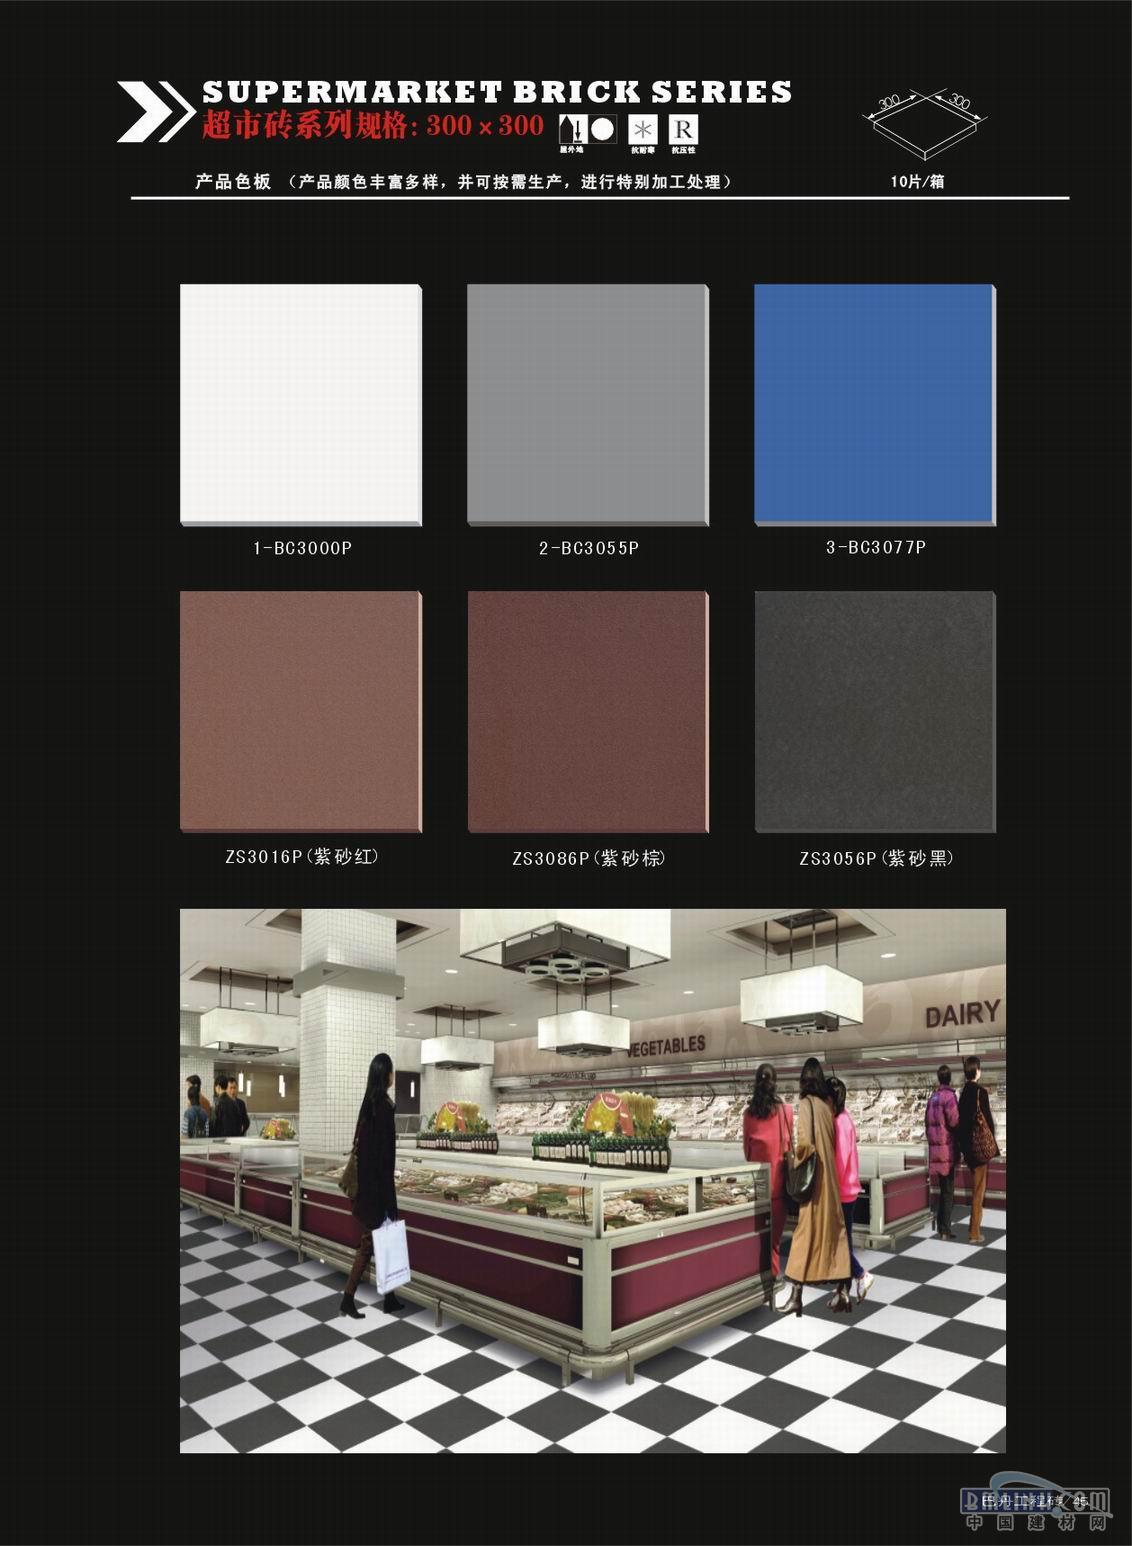 SUPERMARKET BRICK SERIES
超市砖系列规格: 300×300
R
屋外地 抗耐寒 抗压性
300 300
产品色板 （产品颜色丰富多样，并可按需生产，进行特别加工处理）
10片/箱
1-BC3000P
2-BC3055P
3-BC3077P
ZS3016P(紫砂红)
ZS3086P(紫砂棕)
ZS3056P(紫砂黑)
DAIRY
VEGETABLES
工程砖/45
中国建材网